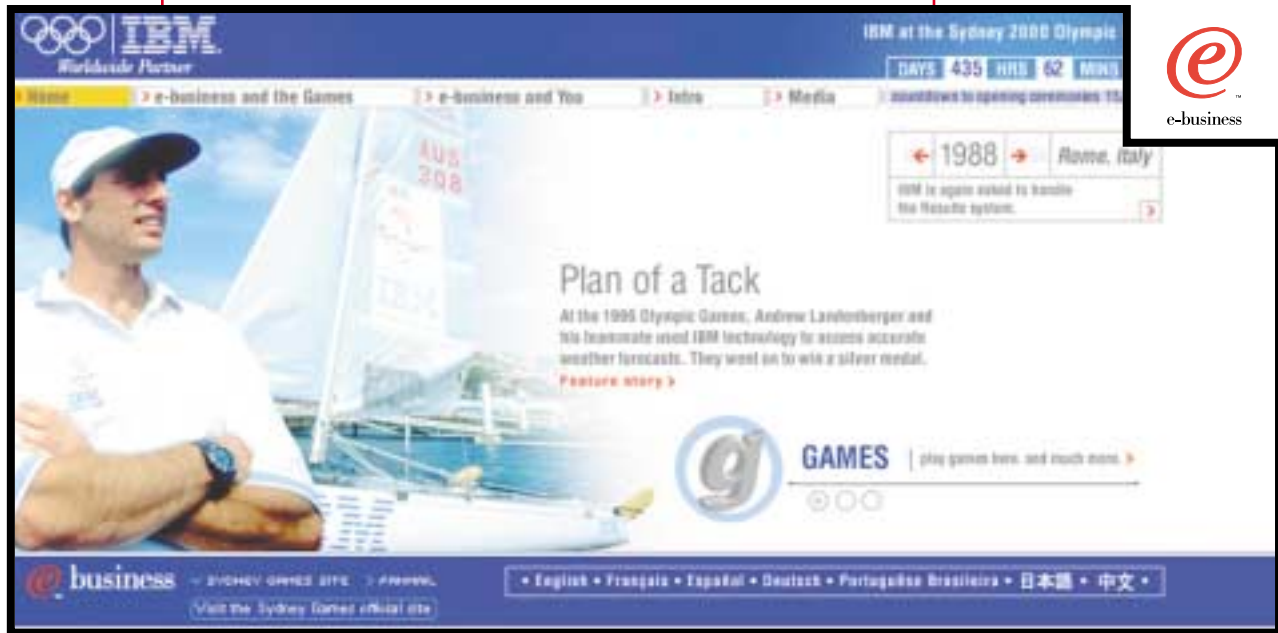 IBM
Worldwide Partner
IBM at the Sydney 2000 Olympic
DAYS 435 HRS 62 MINS
e
e-business
> Home > e-business and the Games > e-business and You > Intro > Media countdown to opening ceremonies
← 1988 → Rome, Italy
IBM is again asked to handle
the Results system.
AUS
308
IBM
Plan of a Tack
At the 1996 Olympic Games, Andrew Landenberger and
his teammate used IBM technology to access accurate
weather forecasts. They went on to win a silver medal.
Feature story >
g
GAMES | play games here. and much more. >
e business SYDNEY GAMES SITE
Visit the Sydney Games official site
• English • Français • Español • Deutsch • Portuguêse Brasileira • 日本語 • 中文 •